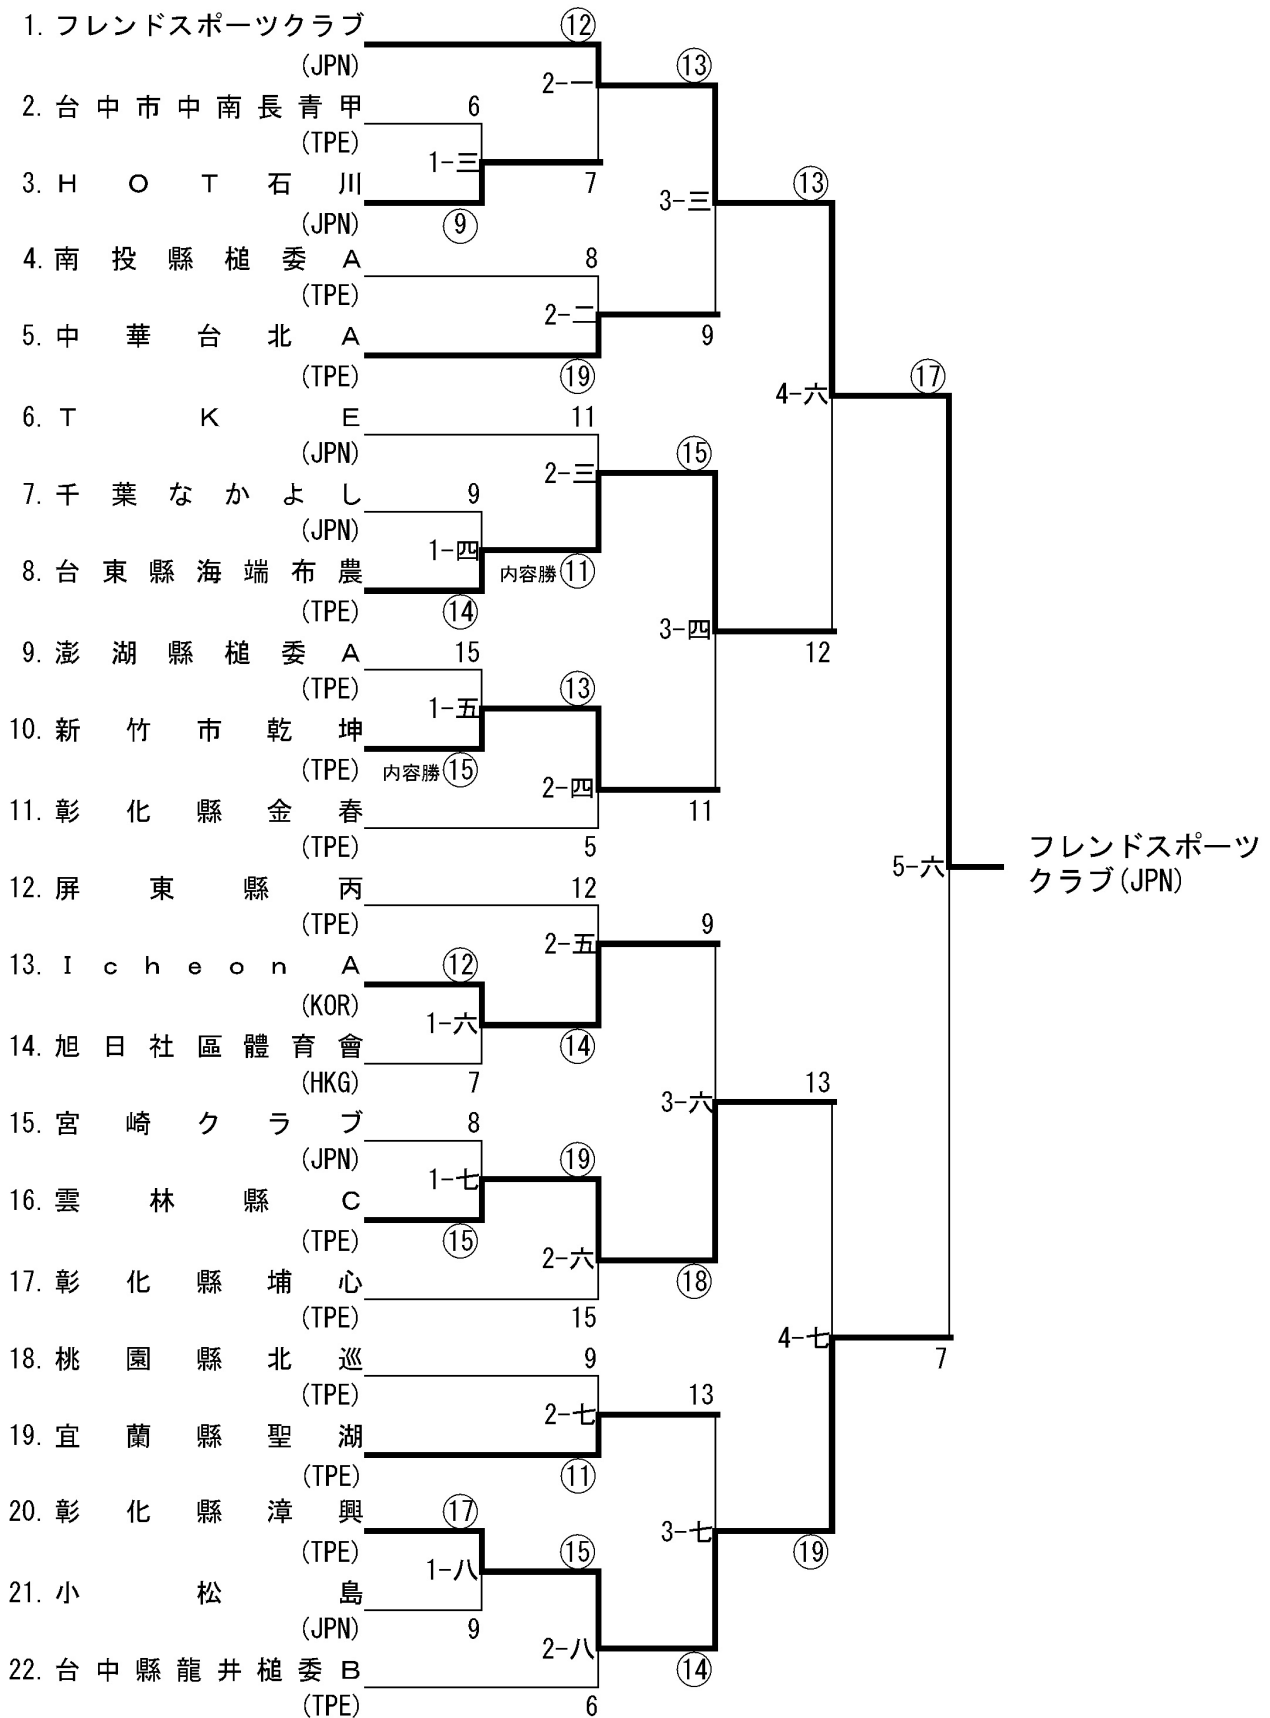 1. フレンドスポーツクラブ
(JPN)
⑫
2-一
⑬
2. 台中市中南長青甲
(TPE)
6
1-三
3. HOT石川
(JPN)
⑨
7
3-三
⑬
4. 南投縣槌委A
(TPE)
8
2-二
5. 中華台北A
(TPE)
⑲
9
4-六
⑰
6. TKE
(JPN)
11
2-三
⑮
7. 千葉なかよし
(JPN)
9
1-四
8. 台東縣海端布農
(TPE)
⑭
内容勝⑪
3-四
12
9. 澎湖縣槌委A
(TPE)
15
1-五
⑬
10. 新竹市乾坤
(TPE)
内容勝⑮
2-四
11
11. 彰化縣金春
(TPE)
5
5-六
フレンドスポーツ
クラブ(JPN)
12. 屏東縣丙
(TPE)
12
2-五
9
13. Icheon A
(KOR)
⑫
1-六
⑭
14. 旭日社區體育會
(HKG)
7
3-六
13
15. 宮崎クラブ
(JPN)
8
1-七
⑲
16. 雲林縣C
(TPE)
⑮
2-六
⑱
17. 彰化縣埔心
(TPE)
15
4-七
7
18. 桃園縣北巡
(TPE)
9
2-七
13
19. 宜蘭縣聖湖
(TPE)
⑪
20. 彰化縣漳興
(TPE)
⑰
1-八
⑮
3-七
⑲
21. 小松島
(JPN)
9
2-八
⑭
22. 台中縣龍井槌委B
(TPE)
6